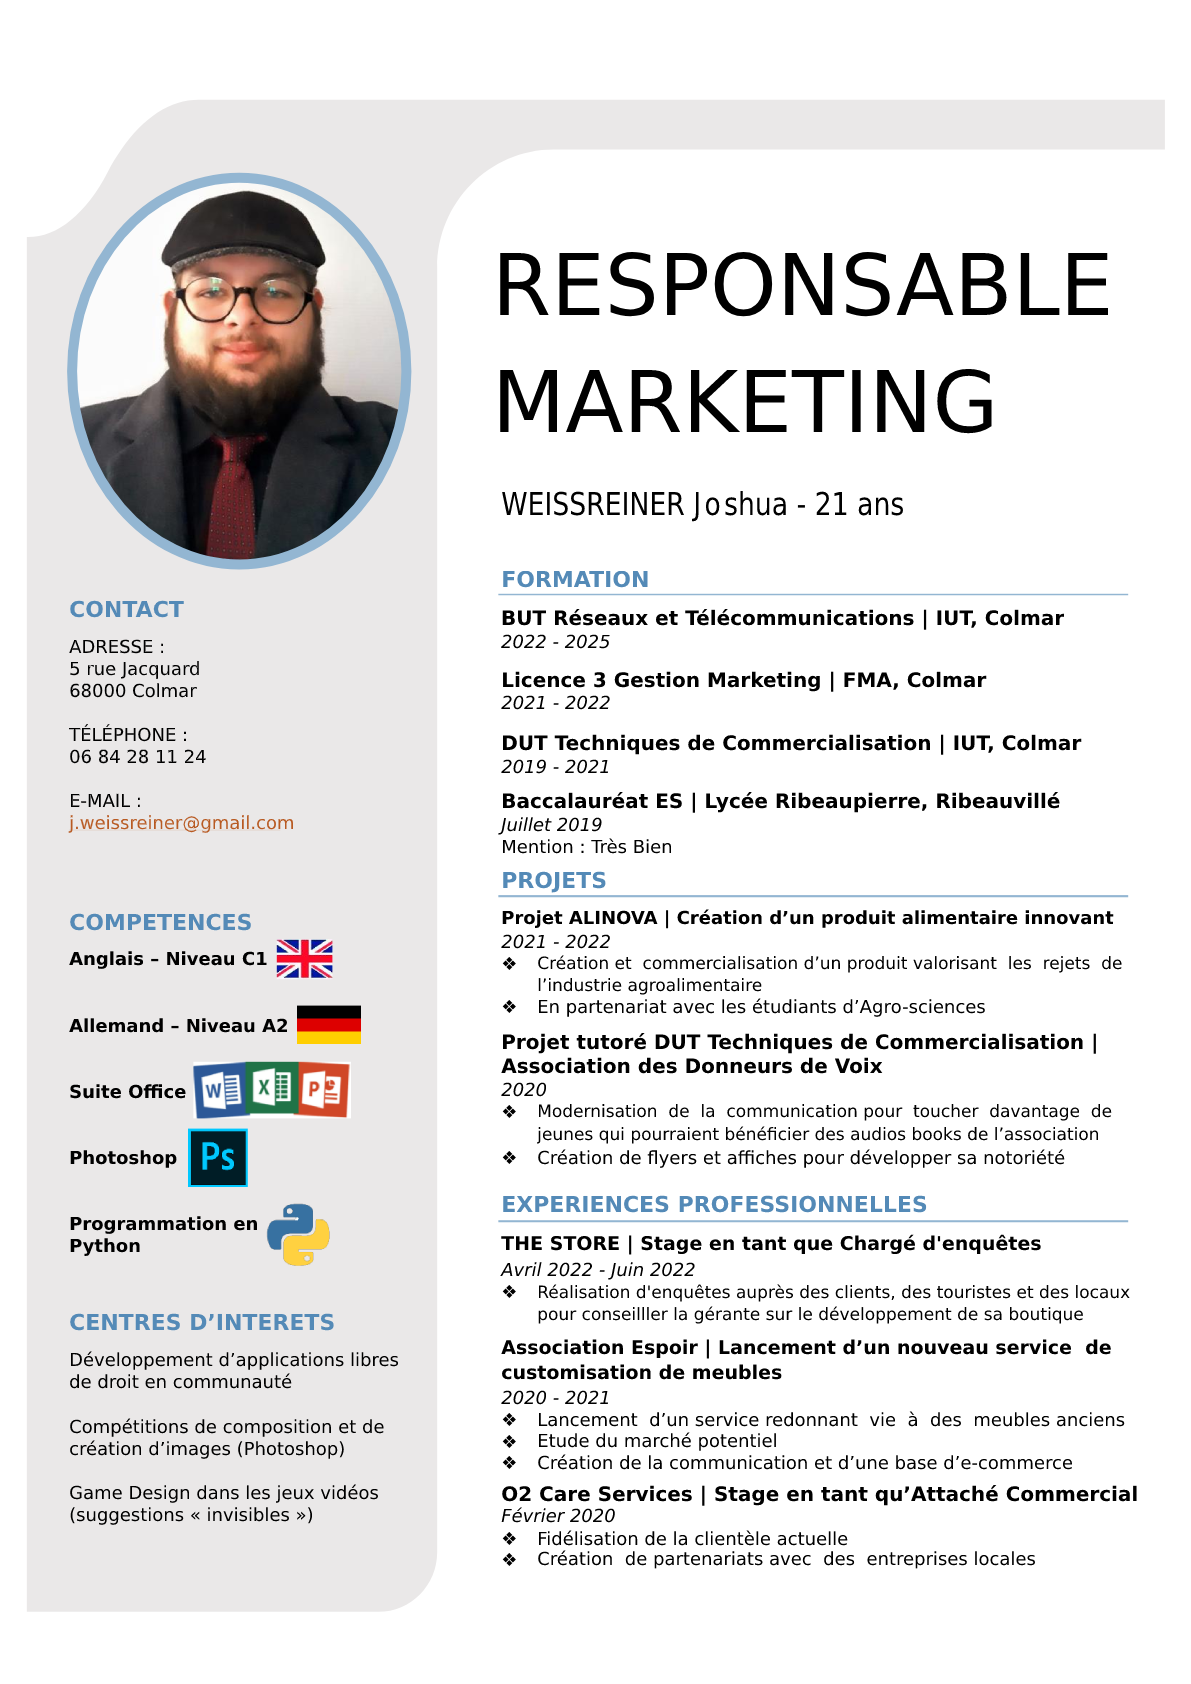 RESPONSABLE
MARKETING
WEISSREINER Joshua - 21 ans
CONTACT
ADRESSE :
5 rue Jacquard
68000 Colmar
TÉLÉPHONE :
06 84 28 11 24
E-MAIL :
j.weissreiner@gmail.com
COMPETENCES
Anglais – Niveau C1
Allemand – Niveau A2
Suite Office
W X P
Photoshop
Ps
Programmation en
Python
CENTRES D’INTERETS
Développement d’applications libres
de droit en communauté
Compétitions de composition et de
création d’images (Photoshop)
Game Design dans les jeux vidéos
(suggestions « invisibles »)
FORMATION
BUT Réseaux et Télécommunications | IUT, Colmar
2022 - 2025
Licence 3 Gestion Marketing | FMA, Colmar
2021 - 2022
DUT Techniques de Commercialisation | IUT, Colmar
2019 - 2021
Baccalauréat ES | Lycée Ribeaupierre, Ribeauvillé
Juillet 2019
Mention : Très Bien
PROJETS
Projet ALINOVA | Création d’un produit alimentaire innovant
2021 - 2022
❖ Création et commercialisation d’un produit valorisant les rejets de
l’industrie agroalimentaire
❖ En partenariat avec les étudiants d’Agro-sciences
Projet tutoré DUT Techniques de Commercialisation |
Association des Donneurs de Voix
2020
❖ Modernisation de la communication pour toucher davantage de
jeunes qui pourraient bénéficier des audios books de l’association
❖ Création de flyers et affiches pour développer sa notoriété
EXPERIENCES PROFESSIONNELLES
THE STORE | Stage en tant que Chargé d'enquêtes
Avril 2022 - Juin 2022
❖ Réalisation d'enquêtes auprès des clients, des touristes et des locaux
pour conseilller la gérante sur le développement de sa boutique
Association Espoir | Lancement d’un nouveau service de
customisation de meubles
2020 - 2021
❖ Lancement d’un service redonnant vie à des meubles anciens
❖ Etude du marché potentiel
❖ Création de la communication et d’une base d’e-commerce
O2 Care Services | Stage en tant qu’Attaché Commercial
Février 2020
❖ Fidélisation de la clientèle actuelle
❖ Création de partenariats avec des entreprises locales